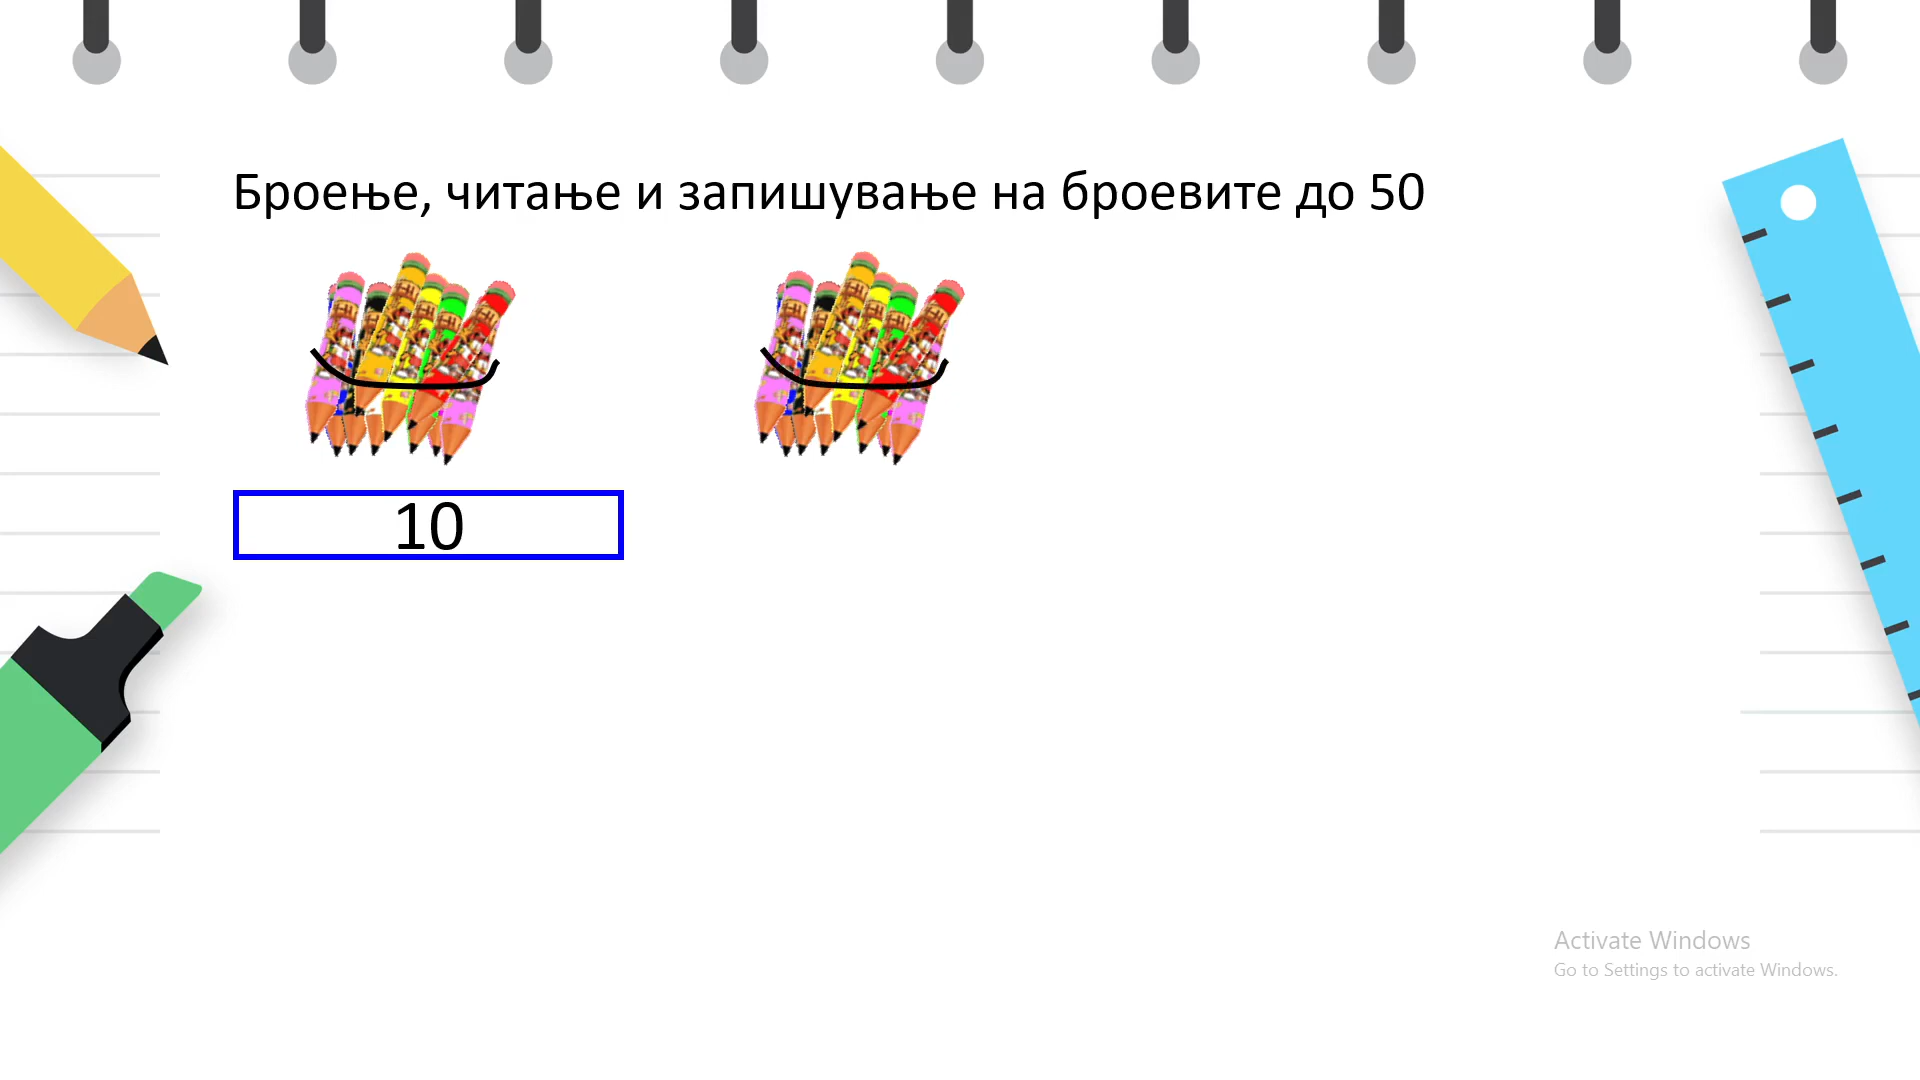 Броење, читање и запишување на броевите до 50
10
Activate Windows
Go to Settings to activate Windows.